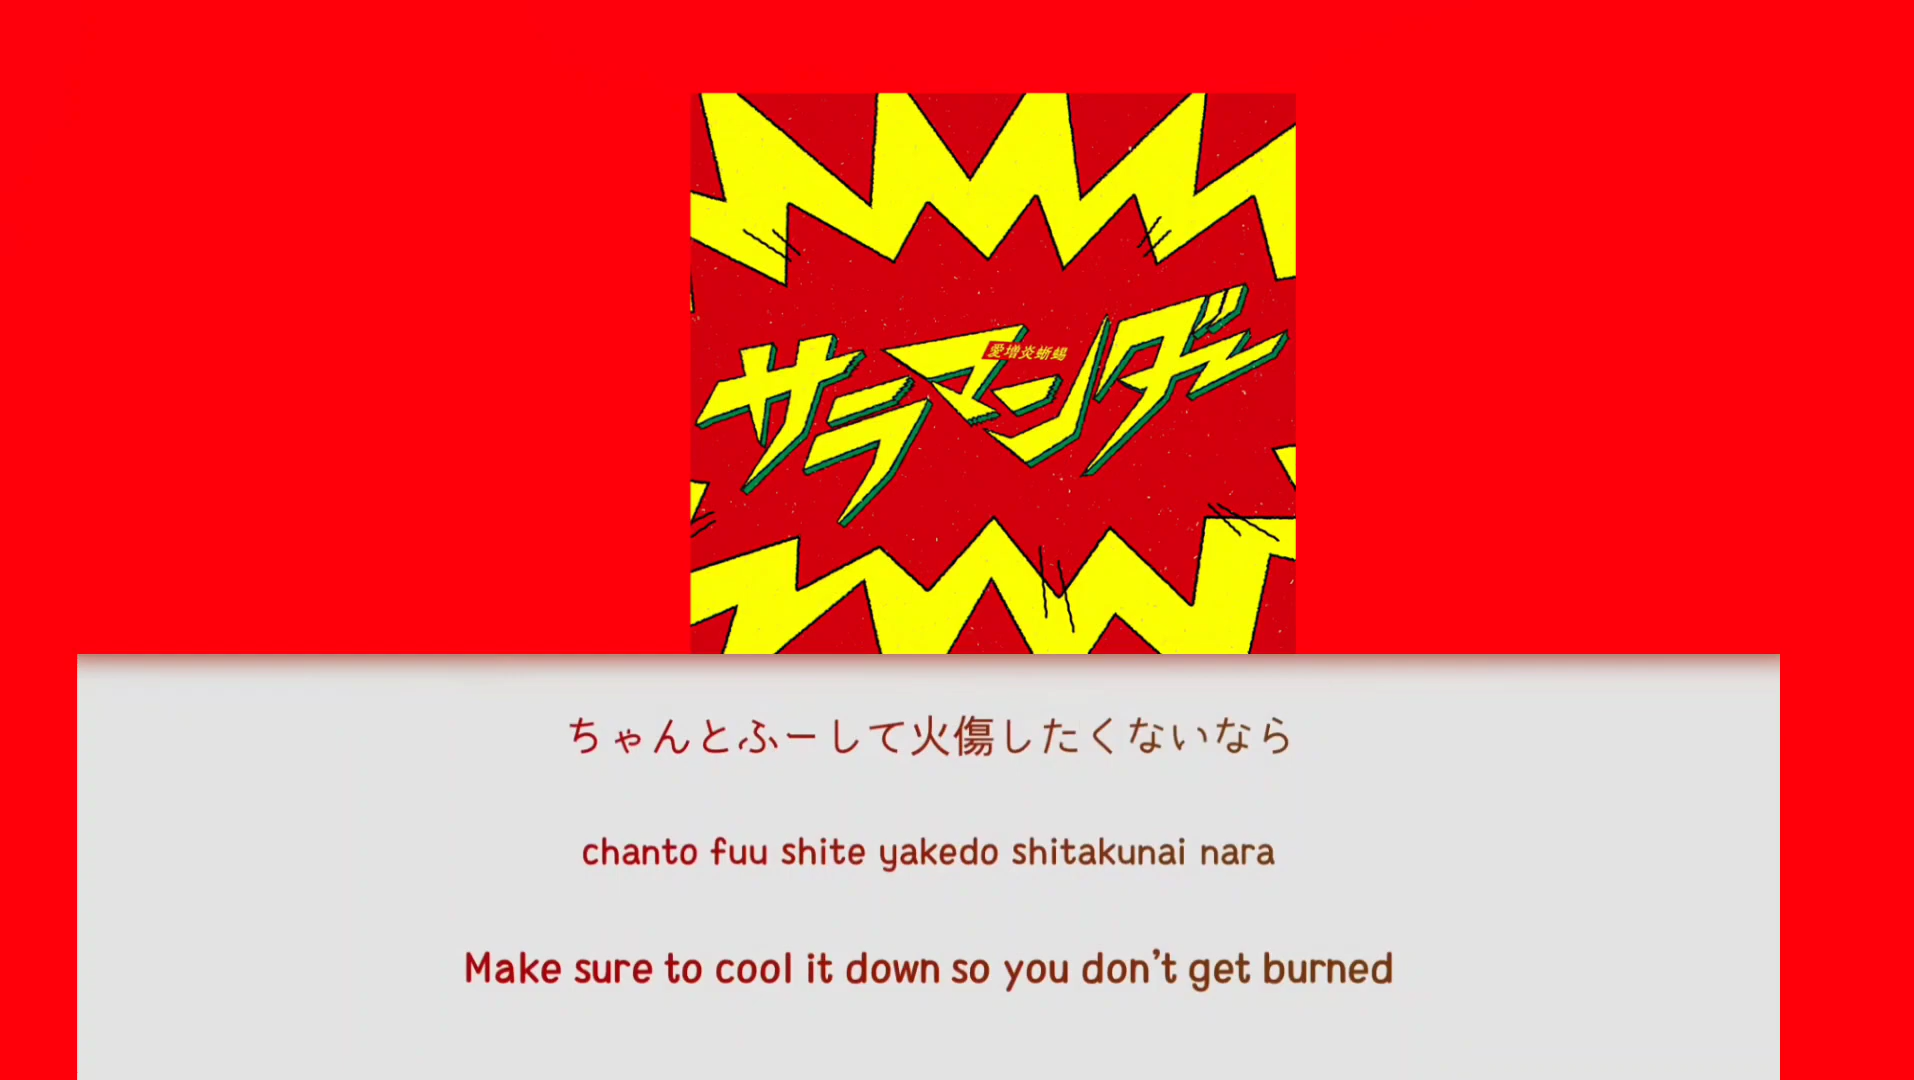 サラマンダー
愛増炎蜥蜴
ちゃんとふーして火傷したくないなら
chanto fuu shite yakedo shitakunai nara
Make sure to cool it down so you don't get burned